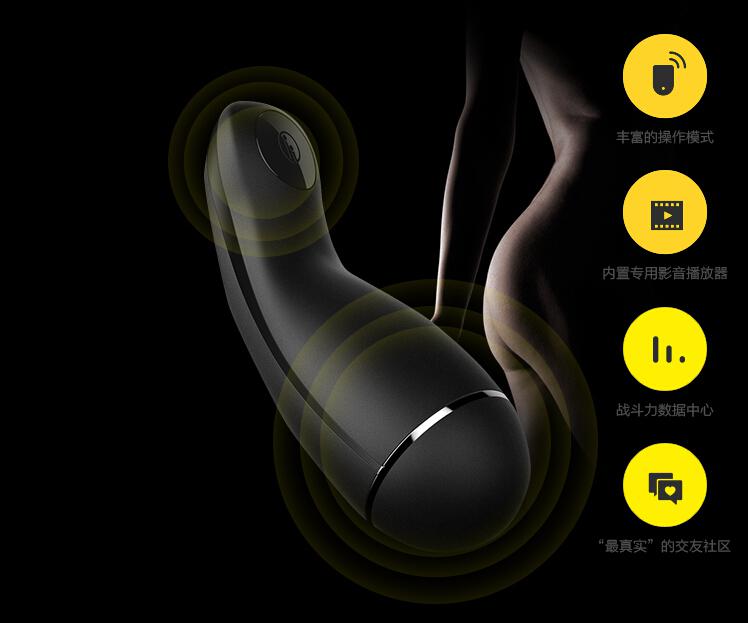 丰富的操作模式
内置专用影音播放器
战斗力数据中心
“最真实”的交友社区